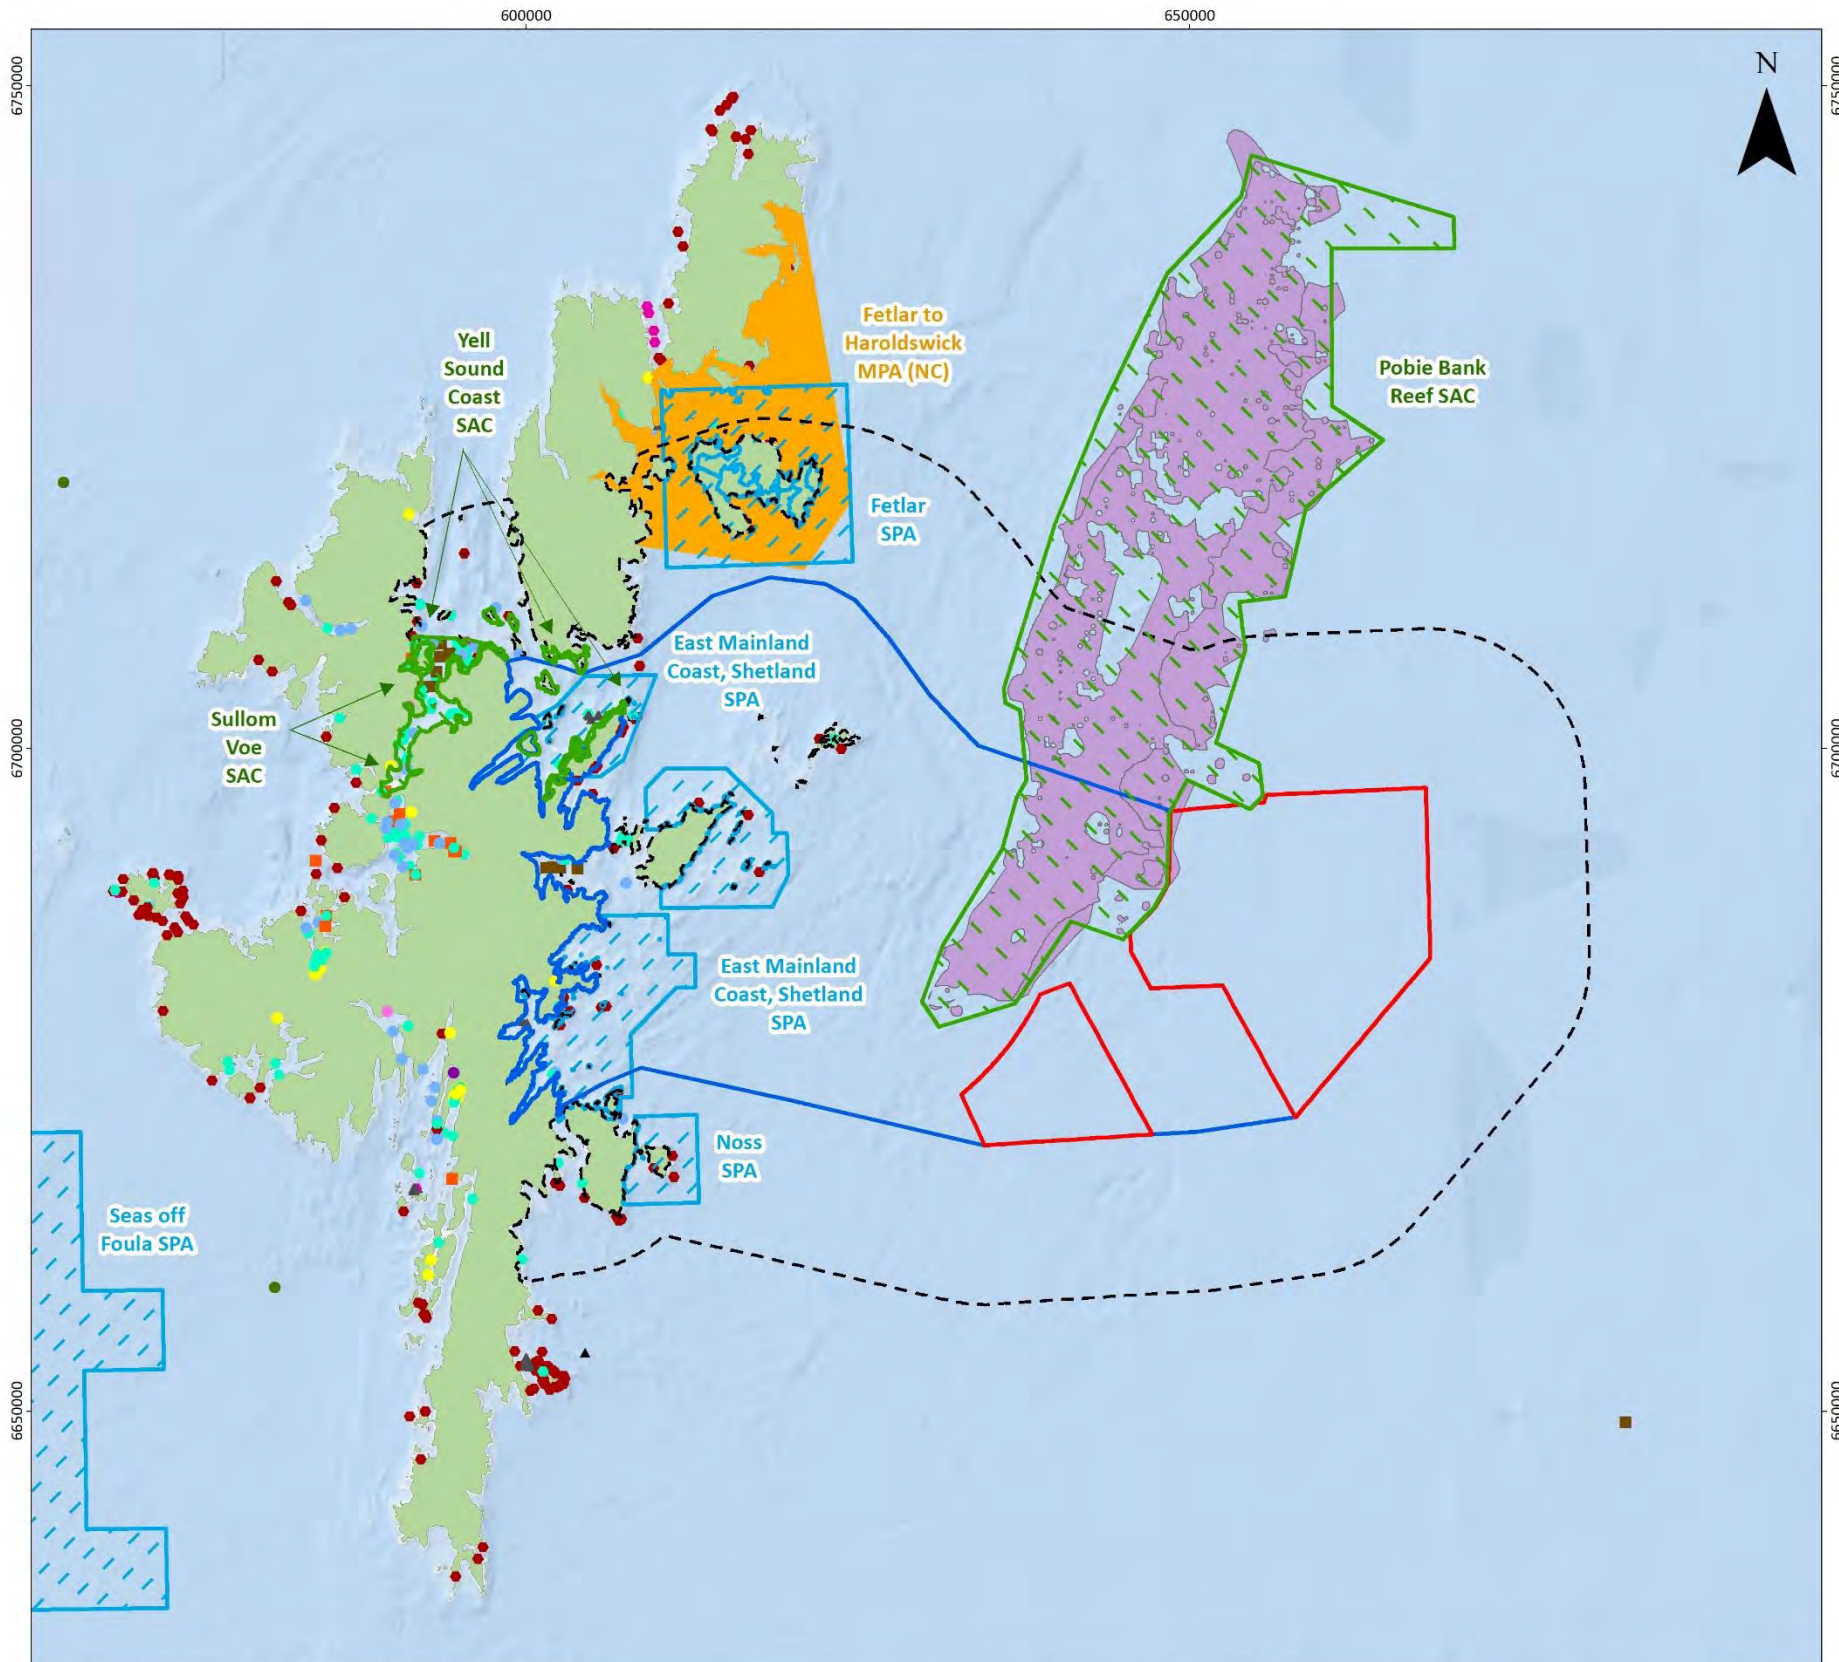 600000
650000
6750000
6750000
N
Fetlar to
Haroldswick
MPA (NC)
Yell
Sound
Coast
SAC
Pobie Bank
Reef SAC
Fetlar
SPA
East Mainland
Coast, Shetland
SPA
Sullom
Voe
SAC
6700000
6700000
East Mainland
Coast, Shetland
SPA
Noss
SPA
Seas off
Foula SPA
6650000
6650000